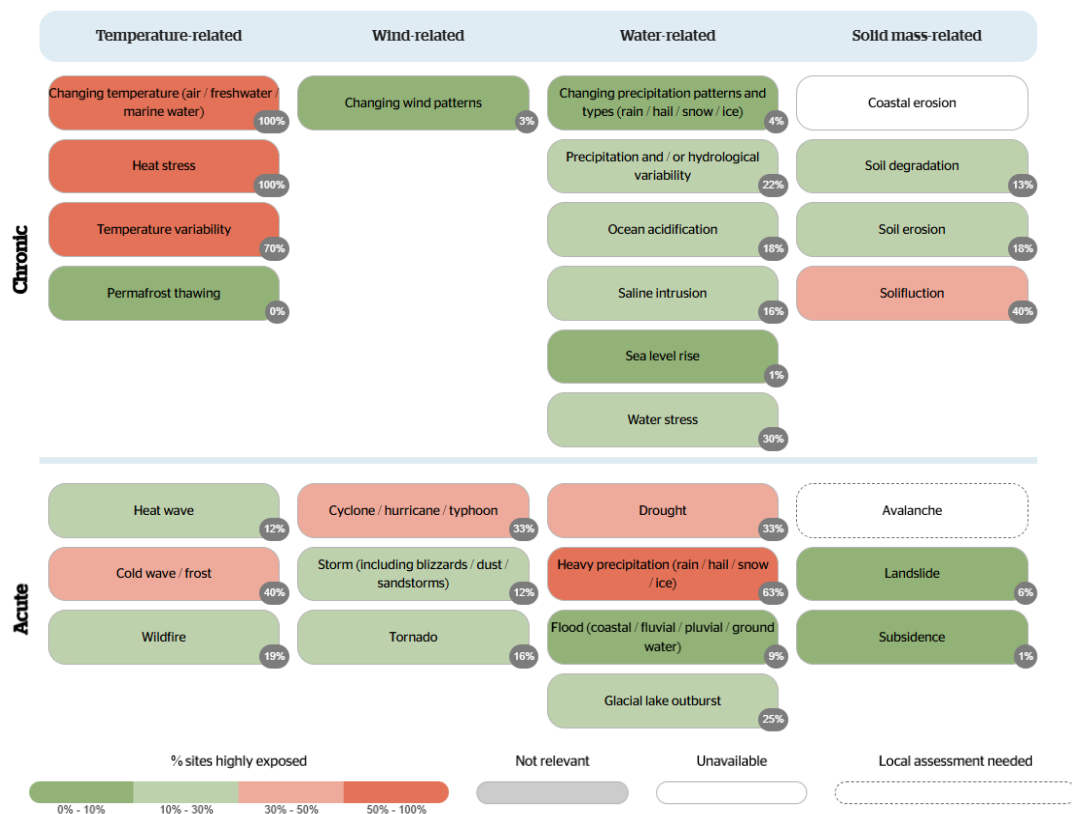 Temperature-related
Wind-related
Water-related
Solid mass-related
Chronic
Changing temperature (air / freshwater /
marine water)
100%
Heat stress
100%
Temperature variability
70%
Permafrost thawing
0%
Changing wind patterns
3%
Changing precipitation patterns and
types (rain / hail / snow / ice)
4%
Precipitation and / or hydrological
variability
22%
Ocean acidification
18%
Saline intrusion
16%
Sea level rise
1%
Water stress
30%
Coastal erosion
Soil degradation
13%
Soil erosion
18%
Solifluction
40%
Acute
Heat wave
12%
Cold wave / frost
40%
Wildfire
19%
Cyclone / hurricane / typhoon
33%
Storm (including blizzards / dust /
sandstorms)
12%
Tornado
16%
Drought
33%
Heavy precipitation (rain / hail / snow
/ ice)
63%
Flood (coastal / fluvial / pluvial / ground
water)
9%
Glacial lake outburst
25%
Avalanche
Landslide
6%
Subsidence
1%
% sites highly exposed
0% - 10%
10% - 30%
30% - 50%
50% - 100%
Not relevant
Unavailable
Local assessment needed